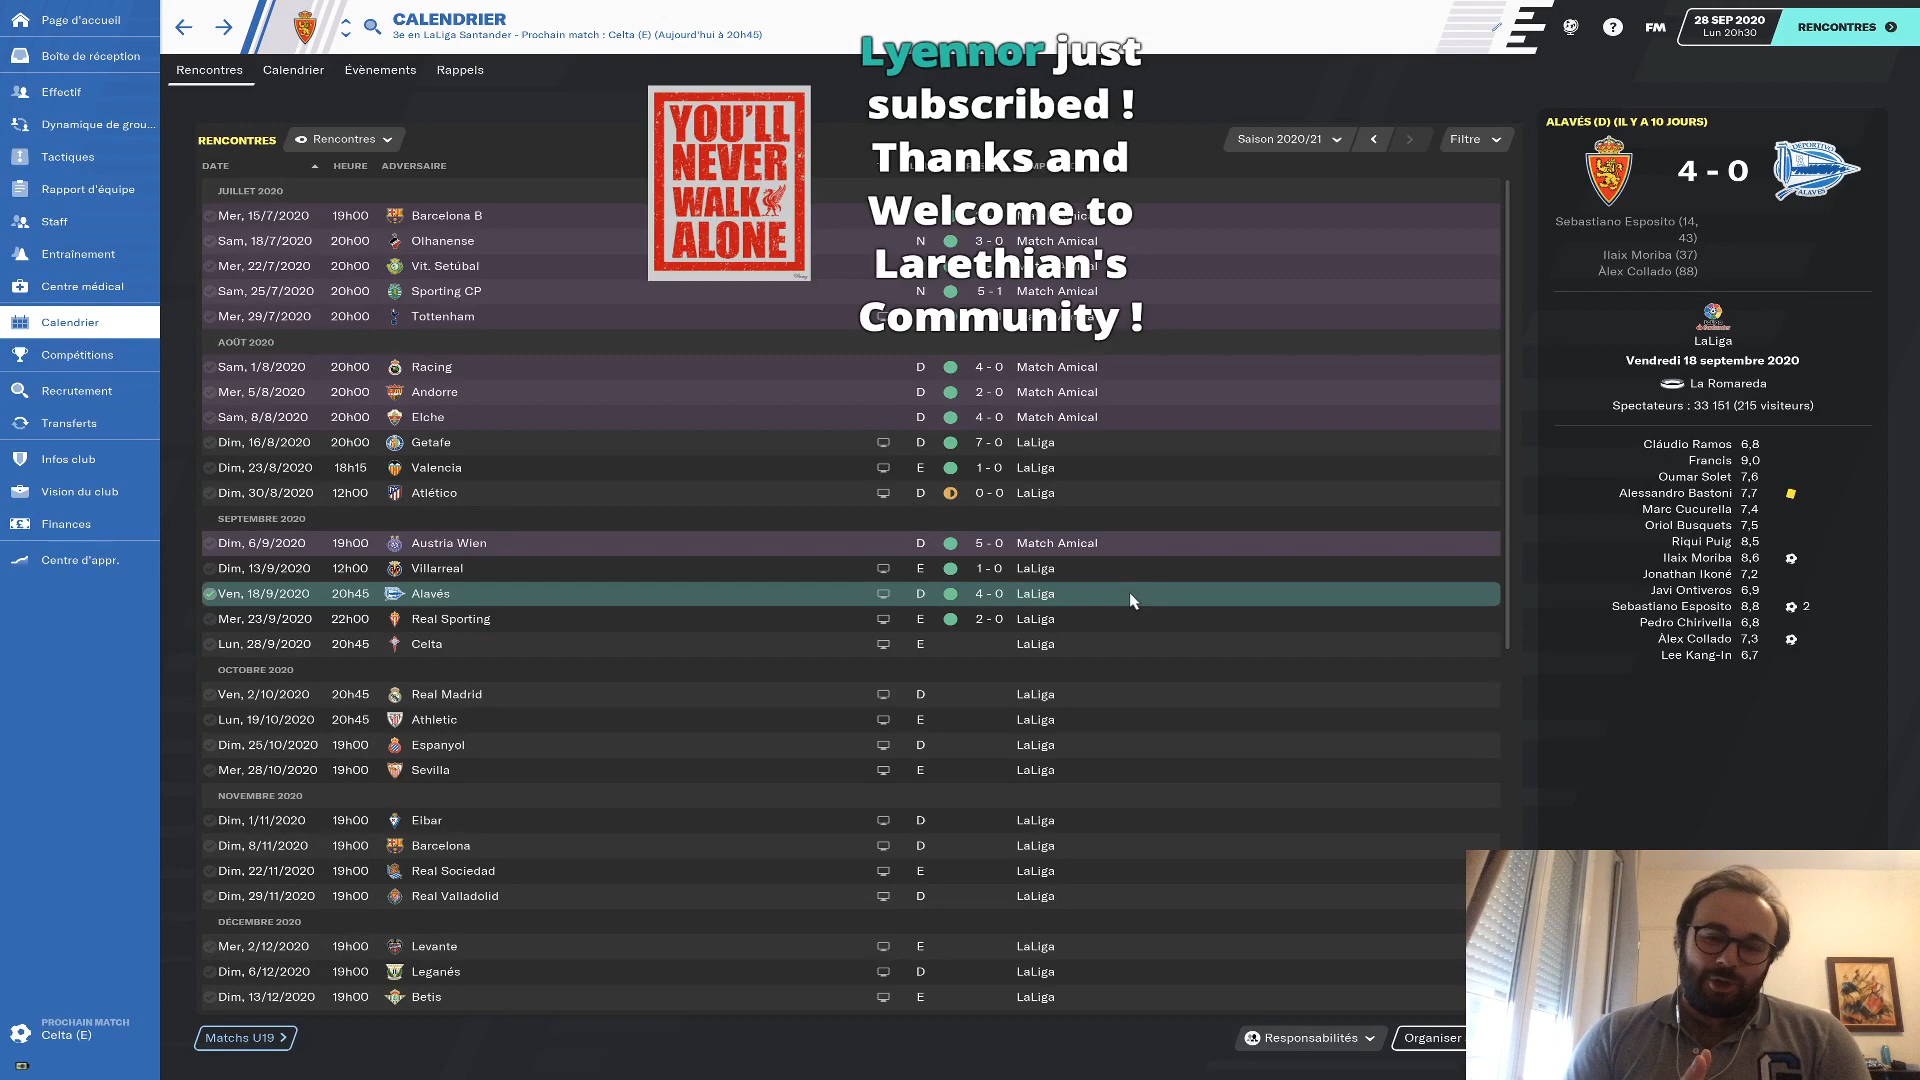 Page d'accueil
Boîte de réception
Effectif
Dynamique de grou...
Tactiques
Rapport d'équipe
Staff
Entraînement
Centre médical
Calendrier
Compétitions
Recrutement
Transferts
Infos club
Vision du club
Finances
Centre d'appr.
PROCHAIN MATCH
Celta (E)
CALENDRIER
3e en LaLiga Santander - Prochain match : Celta (E) (Aujourd'hui à 20h45)
FM
28 SEP 2020
Lun 20h30
RENCONTRES
Rencontres Calendrier Évènements Rappels
Lyennor just
subscribed !
Thanks and
Welcome to
Larethian's
Community !
YOU'LL
NEVER
WALK
ALONE
RENCONTRES Rencontres
Saison 2020/21 Filtre
DATE HEURE ADVERSAIRE
JUILLET 2020
Mer, 15/7/2020 19h00 Barcelona B
Sam, 18/7/2020 20h00 Olhanense N 3 - 0 Match Amical
Mer, 22/7/2020 20h00 Vit. Setúbal
Sam, 25/7/2020 20h00 Sporting CP N 5 - 1 Match Amical
Mer, 29/7/2020 20h00 Tottenham
AOÛT 2020
Sam, 1/8/2020 20h00 Racing D 4 - 0 Match Amical
Mer, 5/8/2020 20h00 Andorre D 2 - 0 Match Amical
Sam, 8/8/2020 20h00 Elche D 4 - 0 Match Amical
Dim, 16/8/2020 20h00 Getafe D 7 - 0 LaLiga
Dim, 23/8/2020 18h15 Valencia E 1 - 0 LaLiga
Dim, 30/8/2020 12h00 Atlético D 0 - 0 LaLiga
SEPTEMBRE 2020
Dim, 6/9/2020 19h00 Austria Wien D 5 - 0 Match Amical
Dim, 13/9/2020 12h00 Villarreal E 1 - 0 LaLiga
Ven, 18/9/2020 20h45 Alavés D 4 - 0 LaLiga
Mer, 23/9/2020 22h00 Real Sporting E 2 - 0 LaLiga
Lun, 28/9/2020 20h45 Celta E LaLiga
OCTOBRE 2020
Ven, 2/10/2020 20h45 Real Madrid D LaLiga
Lun, 19/10/2020 20h45 Athletic E LaLiga
Dim, 25/10/2020 19h00 Espanyol D LaLiga
Mer, 28/10/2020 19h00 Sevilla E LaLiga
NOVEMBRE 2020
Dim, 1/11/2020 19h00 Eibar D LaLiga
Dim, 8/11/2020 19h00 Barcelona D LaLiga
Dim, 22/11/2020 19h00 Real Sociedad E LaLiga
Dim, 29/11/2020 19h00 Real Valladolid D LaLiga
DÉCEMBRE 2020
Mer, 2/12/2020 19h00 Levante E LaLiga
Dim, 6/12/2020 19h00 Leganés D LaLiga
Dim, 13/12/2020 19h00 Betis E LaLiga
Matchs U19
Responsabilités
Organiser
ALAVÉS (D) (IL Y A 10 JOURS)
4 - 0
Sebastiano Esposito (14,
43)
Ilaix Moriba (37)
Àlex Collado (88)
LaLiga
Vendredi 18 septembre 2020
La Romareda
Spectateurs : 33 151 (215 visiteurs)
Cláudio Ramos 6,8
Francis 9,0
Oumar Solet 7,6
Alessandro Bastoni 7,7
Marc Cucurella 7,4
Oriol Busquets 7,5
Riqui Puig 8,5
Ilaix Moriba 8,6
Jonathan Ikoné 7,2
Javi Ontiveros 6,9
Sebastiano Esposito 8,8 2
Pedro Chirivella 6,8
Àlex Collado 7,3
Lee Kang-In 6,7